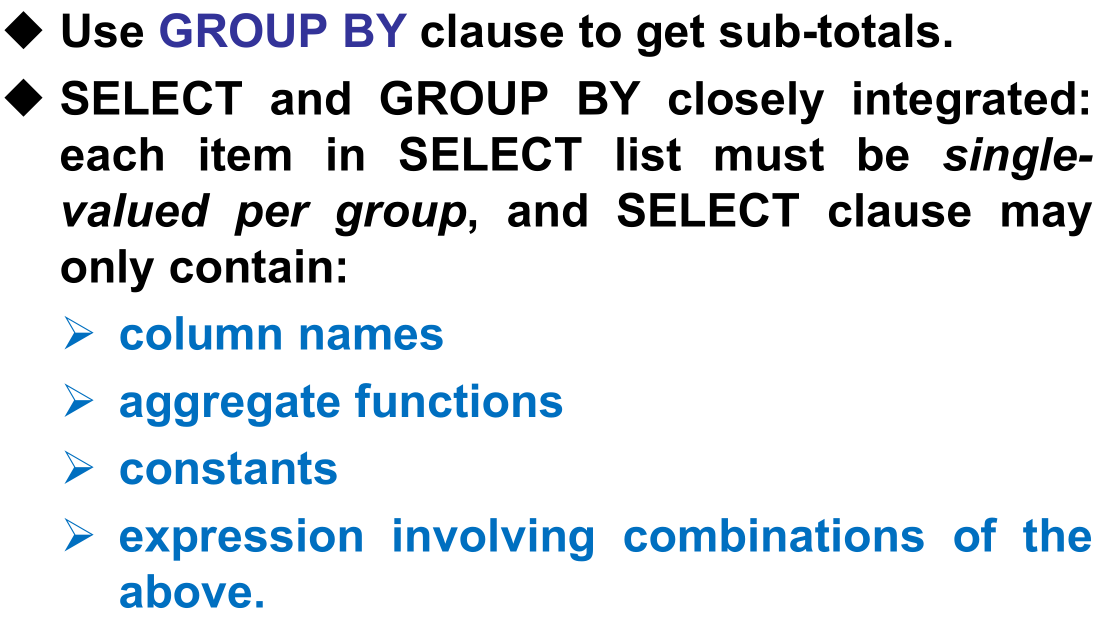 ◆ Use GROUP BY clause to get sub-totals.
◆ SELECT and GROUP BY closely integrated:
each item in SELECT list must be single-
valued per group, and SELECT clause may
only contain:
➢ column names
➢ aggregate functions
➢ constants
➢ expression involving combinations of the
above.